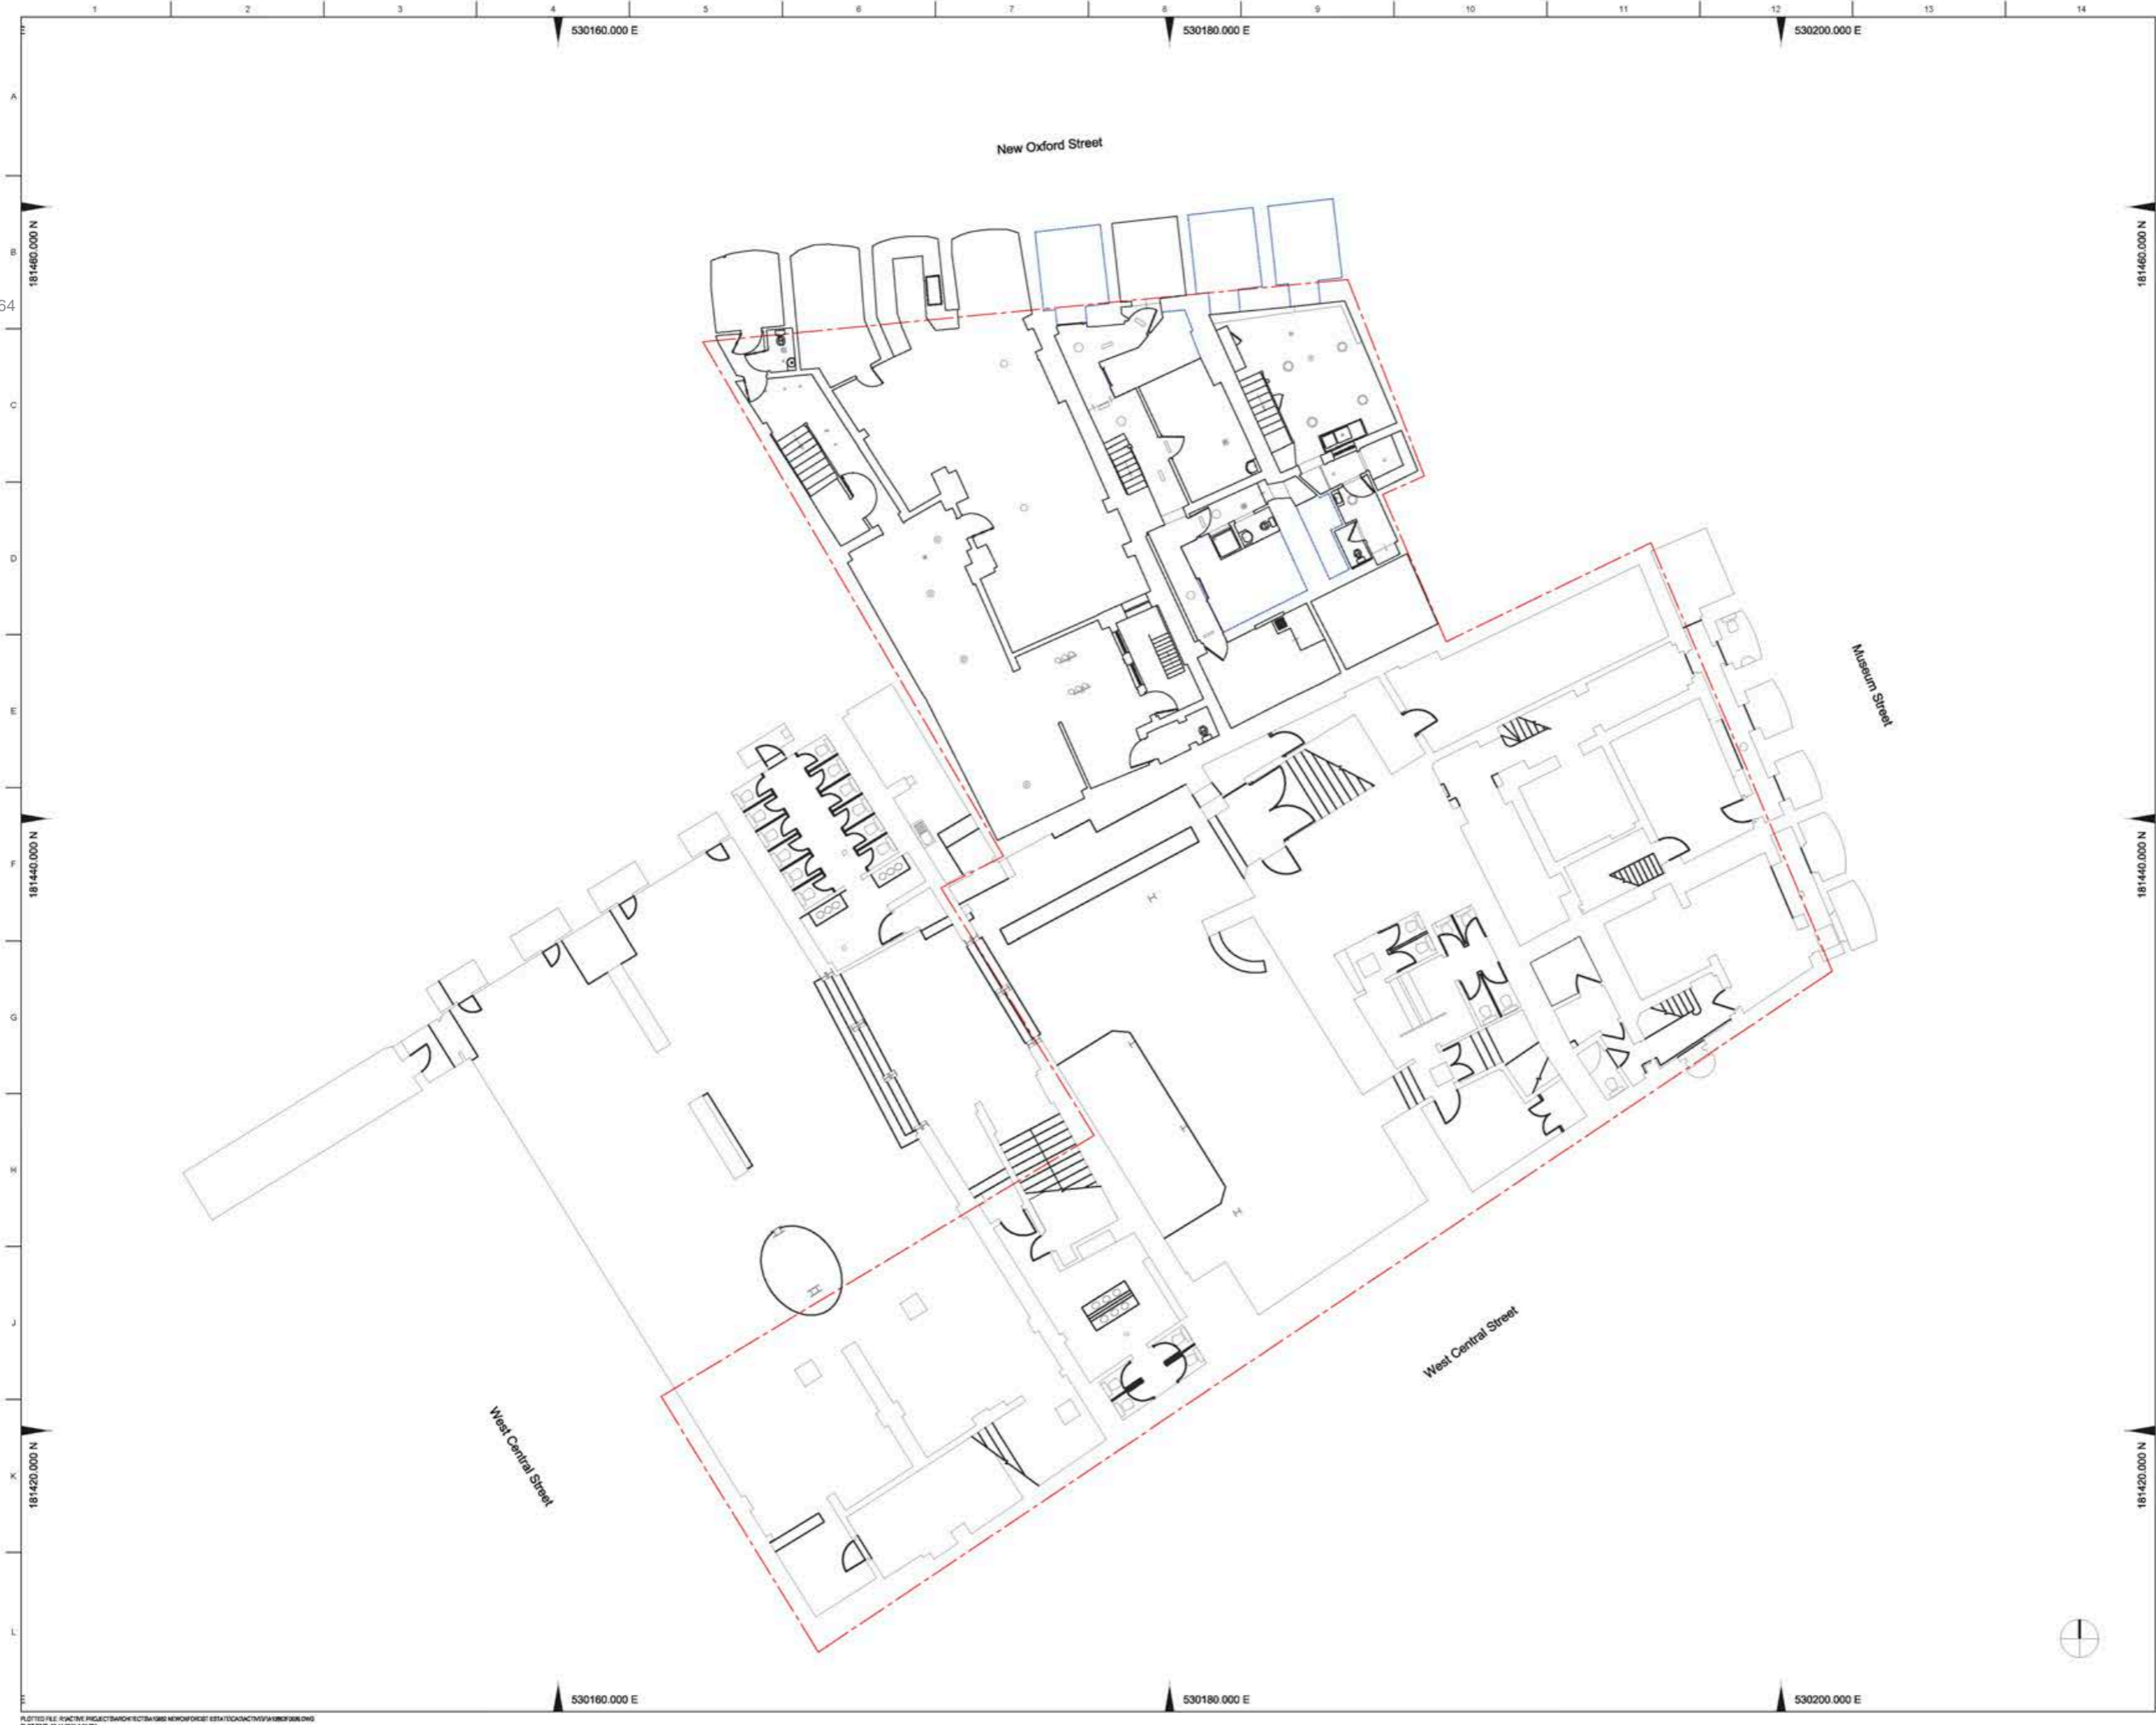 1 2 3 4 5 6 7 8 9 10 11 12 13 14
530160.000 E 530180.000 E 530200.000 E
A
New Oxford Street
181460.000 N 181460.000 N
B
64
C
D
Museum Street
E
181440.000 N 181440.000 N
F
G
H
J
West Central Street
West Central Street
181420.000 N 181420.000 N
K
L
530160.000 E 530180.000 E 530200.000 E